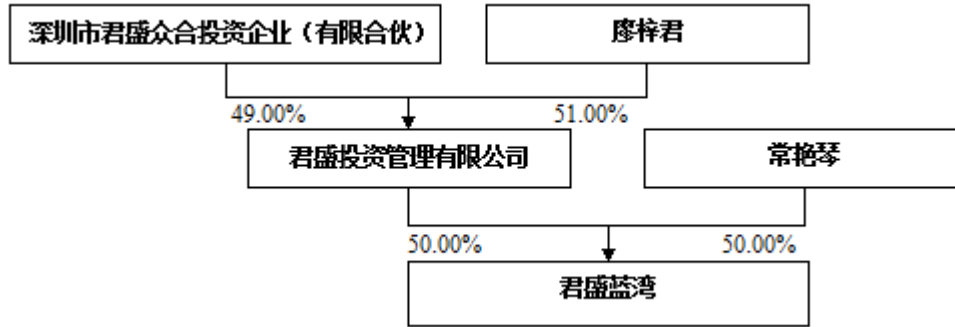 深圳市君盛众合投资企业（有限合伙）
廖梓君
49.00%
51.00%
君盛投资管理有限公司
常艳琴
50.00%
50.00%
君盛蓝湾